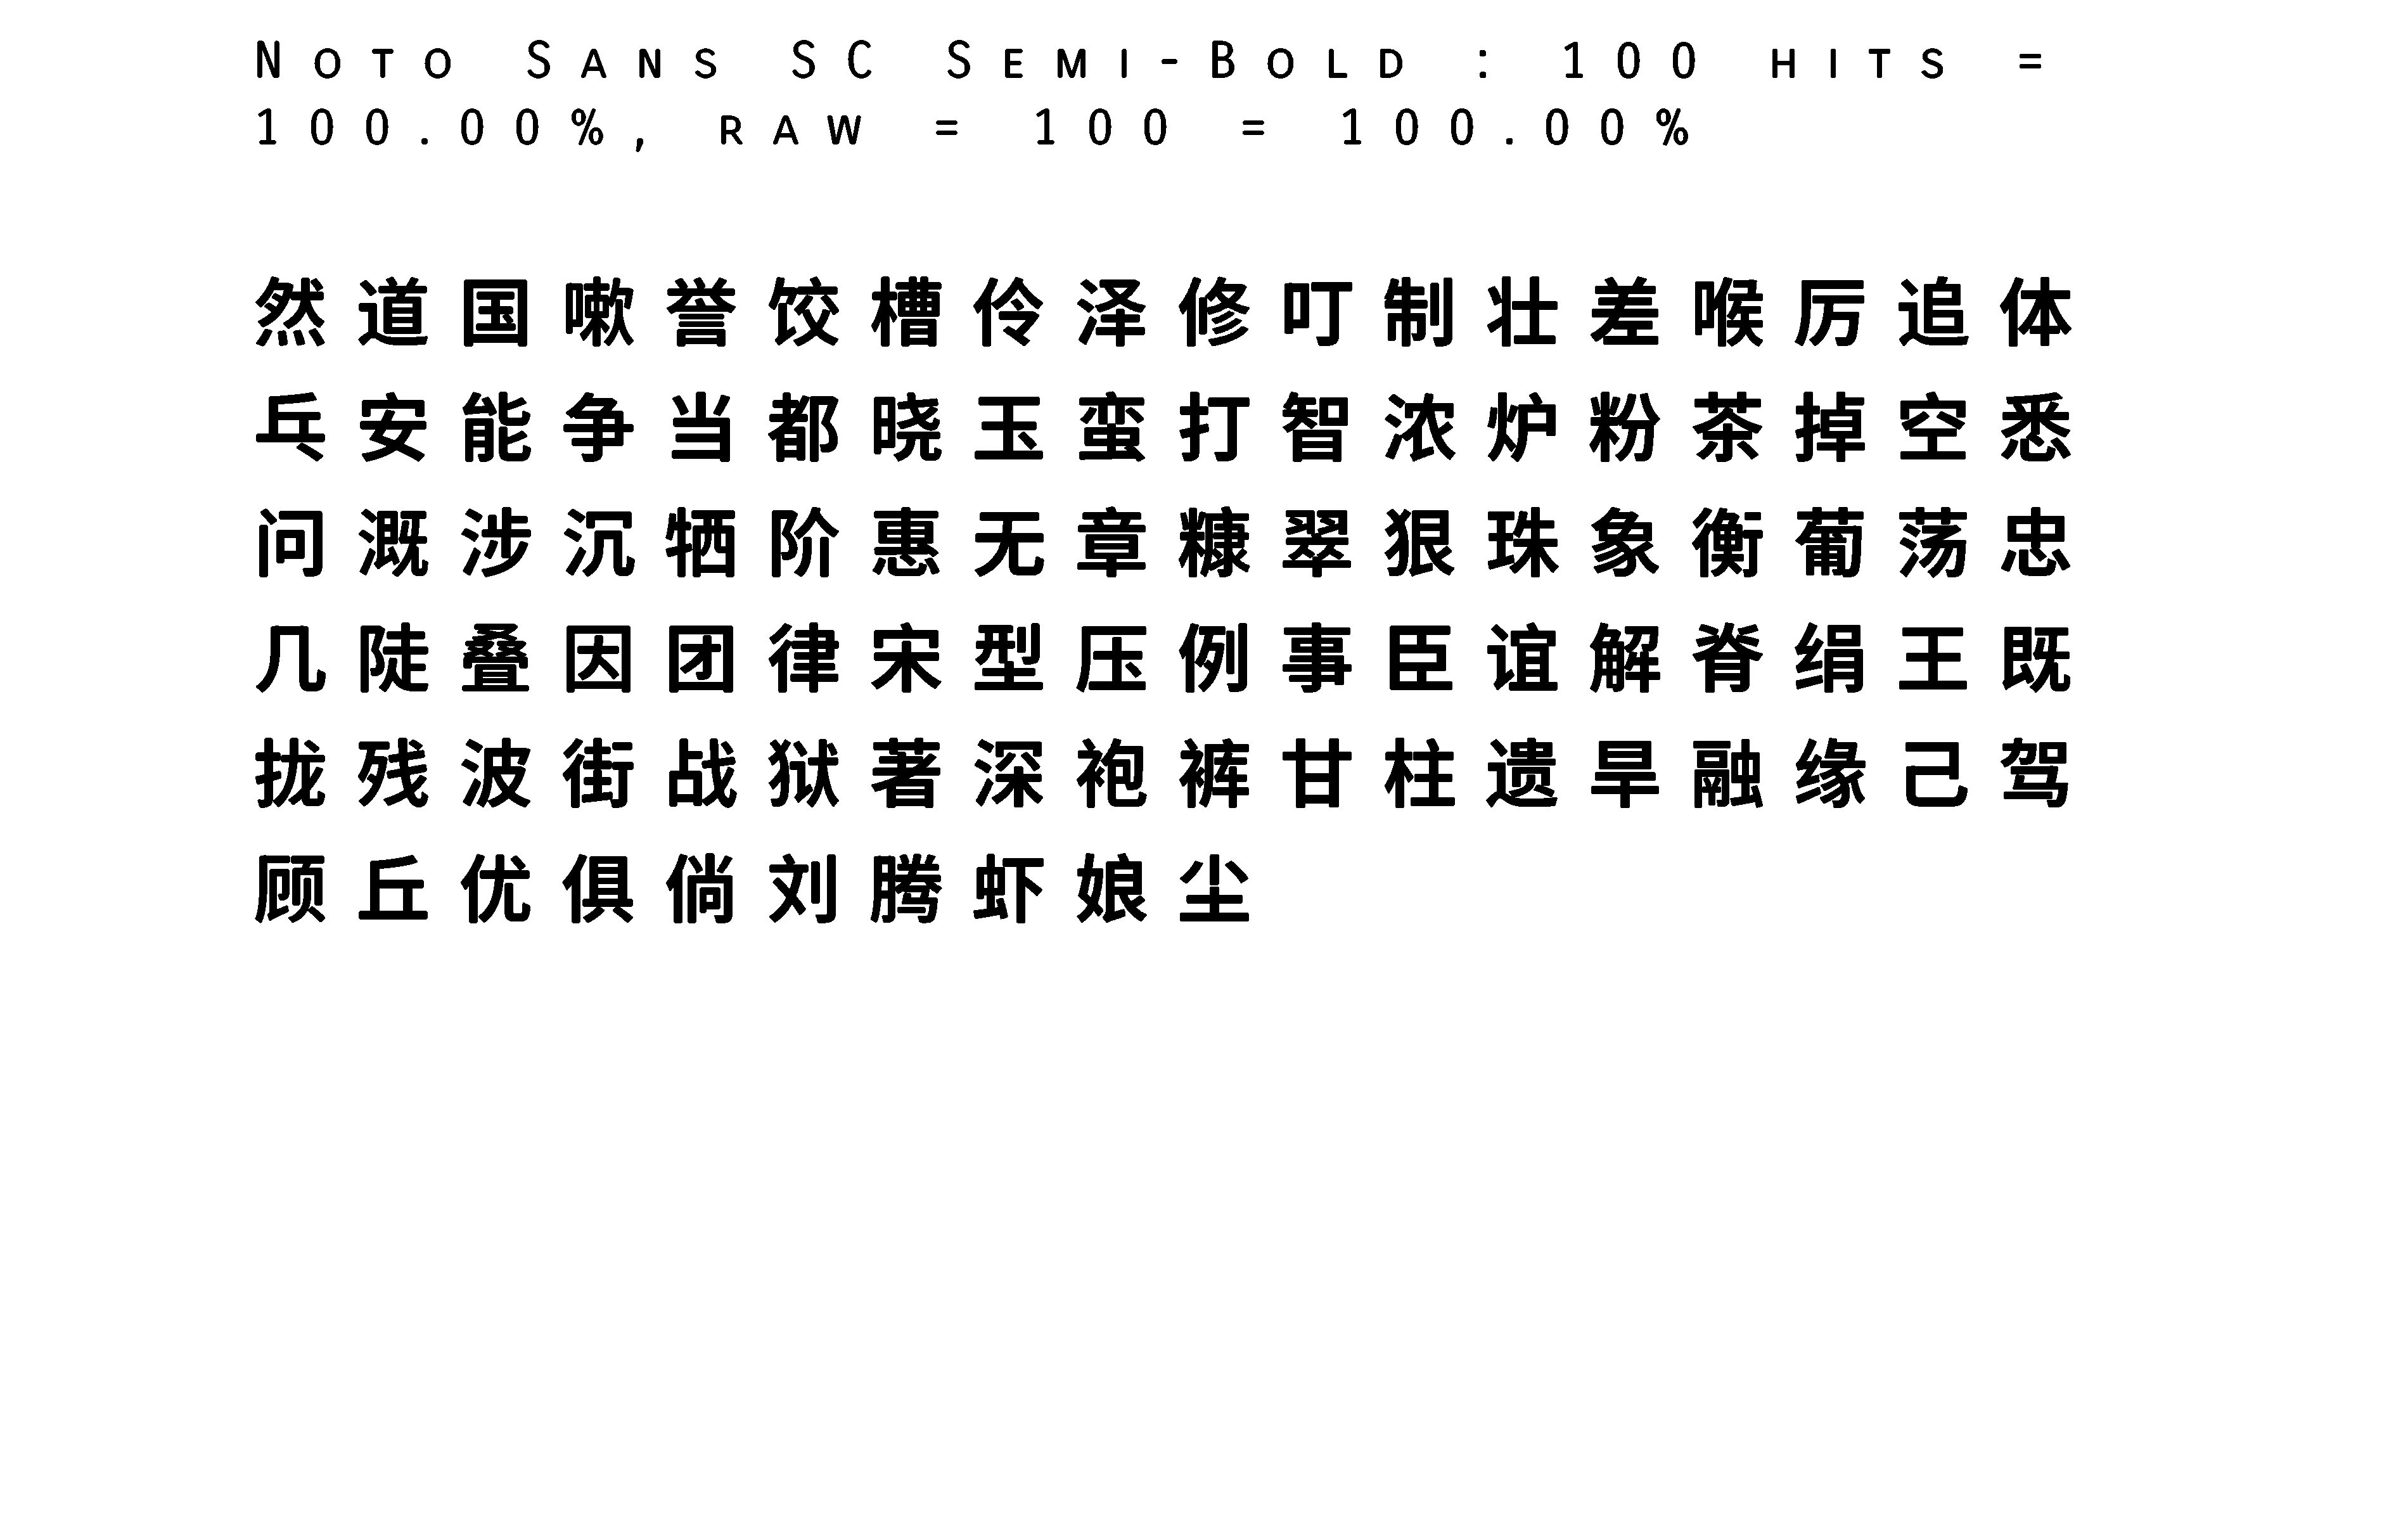 Noto Sans SC Semi-Bold : 100 hits =
100.00%, raw = 100 = 100.00%
然道国嗽誉饺槽伶泽修叮制壮差喉厉追体
乓安能争当都晓玉蛮打智浓炉粉茶掉空悉
问溉涉沉牺阶惠无章糠翠狠珠象衡葡荡忠
几陡叠因团律宋型压例事臣谊解脊绢王既
拢残波街战狱著深袍裤甘柱遗旱融缘己驾
顾丘优俱倘刘腾虾娘尘